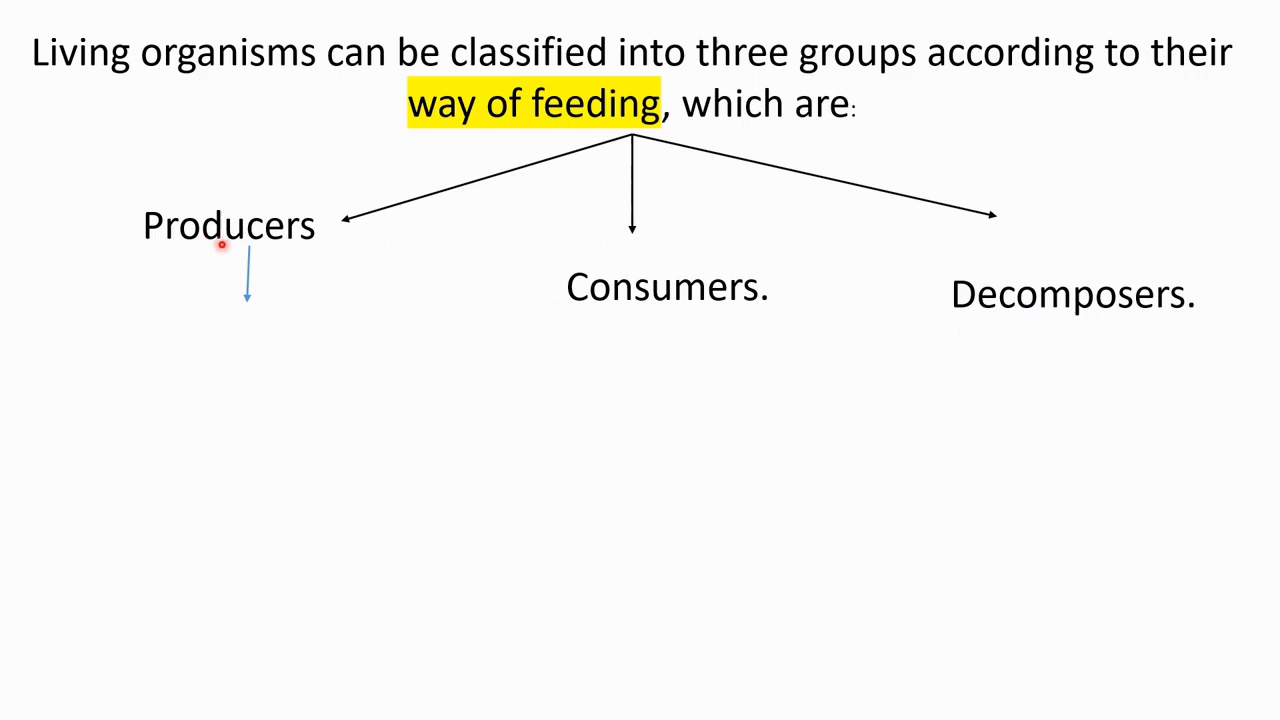 Living organisms can be classified into three groups according to their
way of feeding, which are:
Producers
Consumers.
Decomposers.